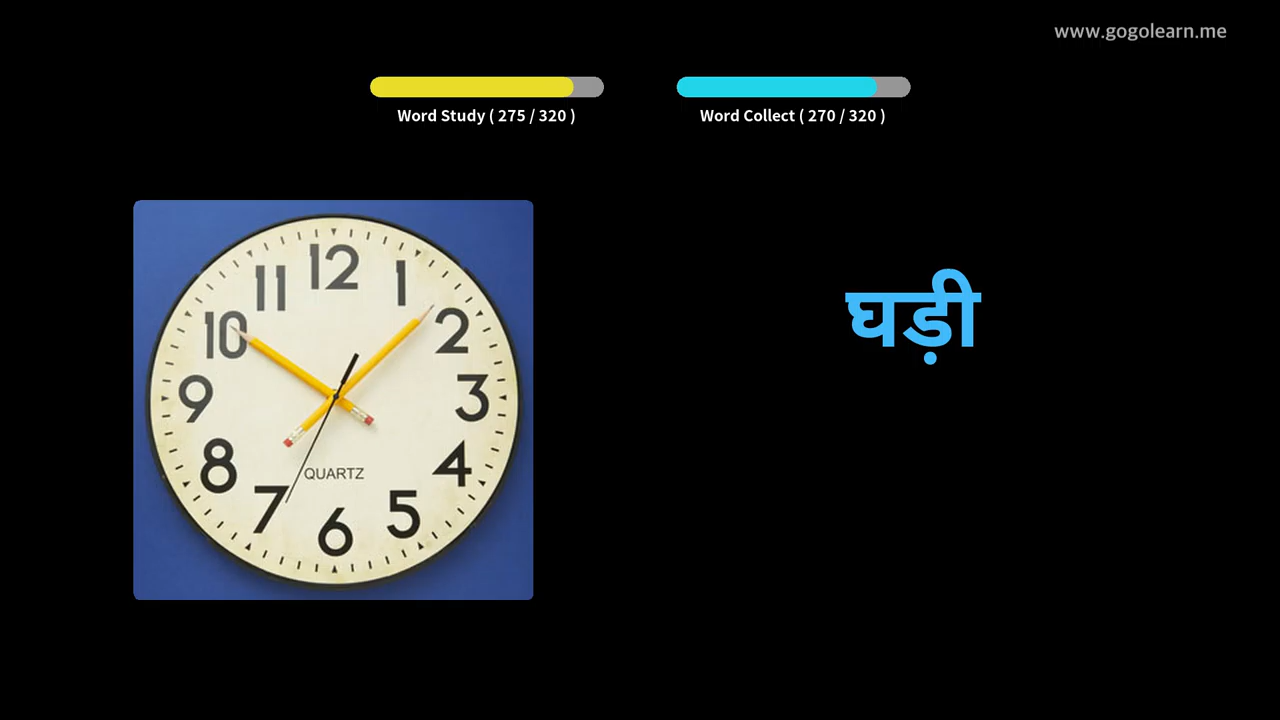 www.gogolearn.me
Word Study ( 275 / 320 )
Word Collect ( 270 / 320 )
12
11
1
10
2
9
3
8
4
QUARTZ
7
5
6
घड़ी